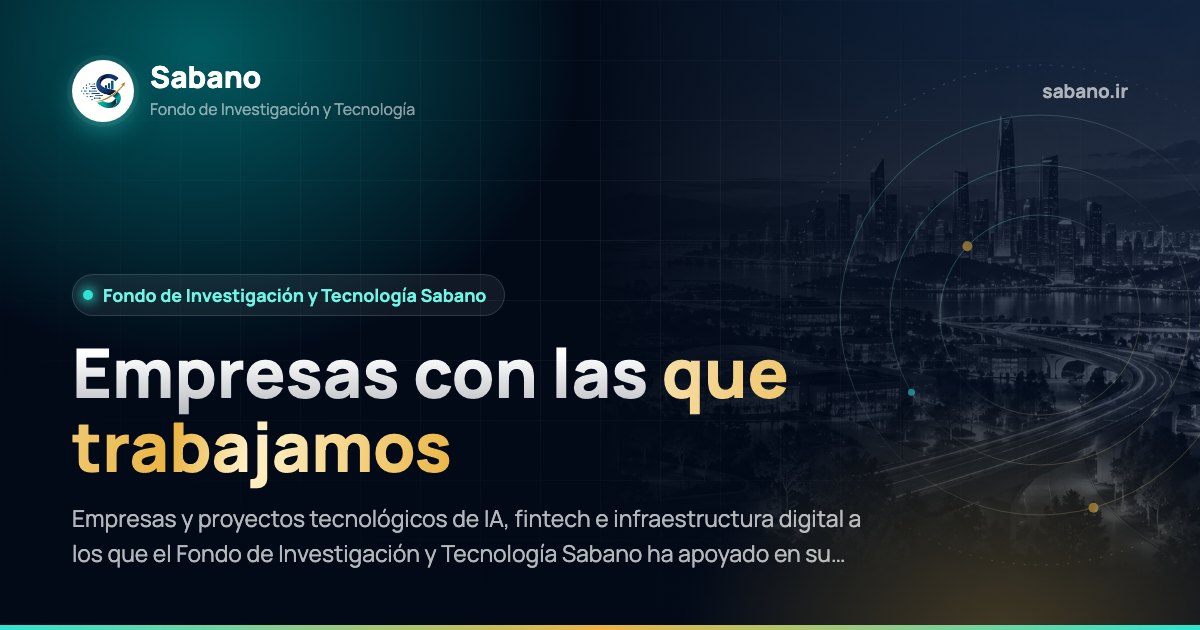 Sabano
Fondo de Investigación y Tecnología
sabano.ir
Fondo de Investigación y Tecnología Sabano
Empresas con las que
trabajamos
Empresas y proyectos tecnológicos de IA, fintech e infraestructura digital a
los que el Fondo de Investigación y Tecnología Sabano ha apoyado en su…